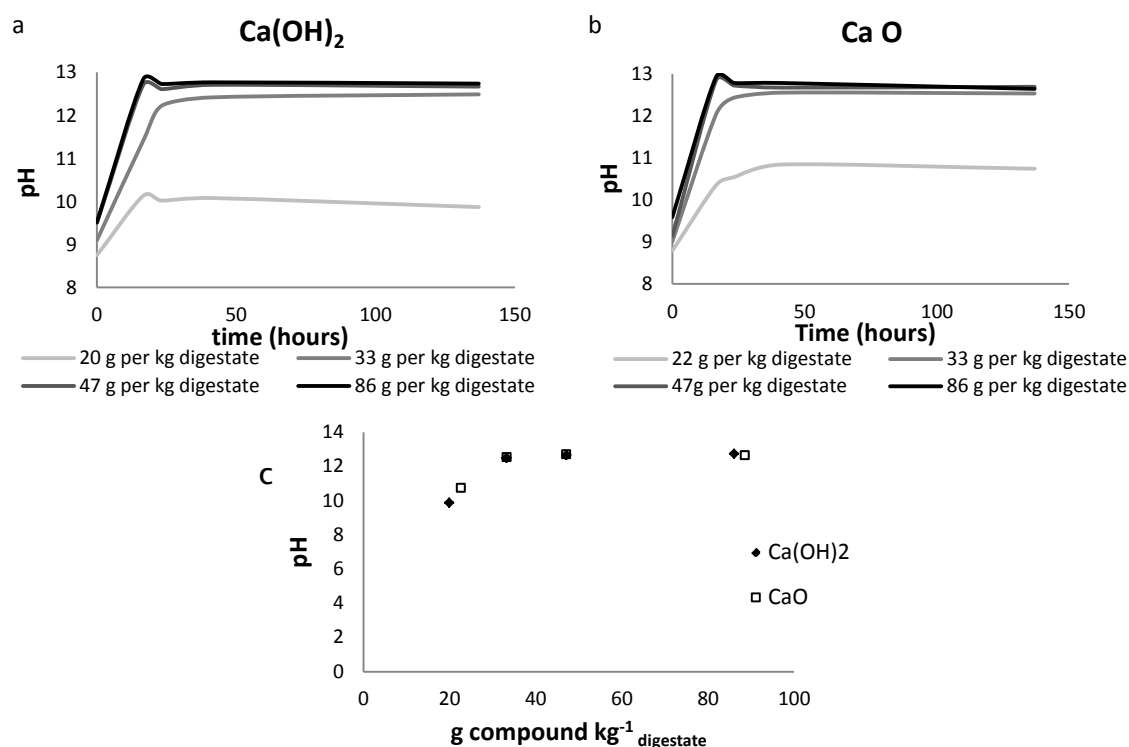 a
Ca(OH)2
13
12
11
10
9
8
pH
0
50
100
150
time (hours)
20 g per kg digestate
33 g per kg digestate
47 g per kg digestate
86 g per kg digestate
b
Ca O
13
12
11
10
9
8
pH
0
50
100
150
Time (hours)
22 g per kg digestate
33 g per kg digestate
47g per kg digestate
86 g per kg digestate
C
14
12
10
8
6
4
2
0
pH
0
20
40
60
80
100
g compound kg-1 digestate
Ca(OH)2
CaO